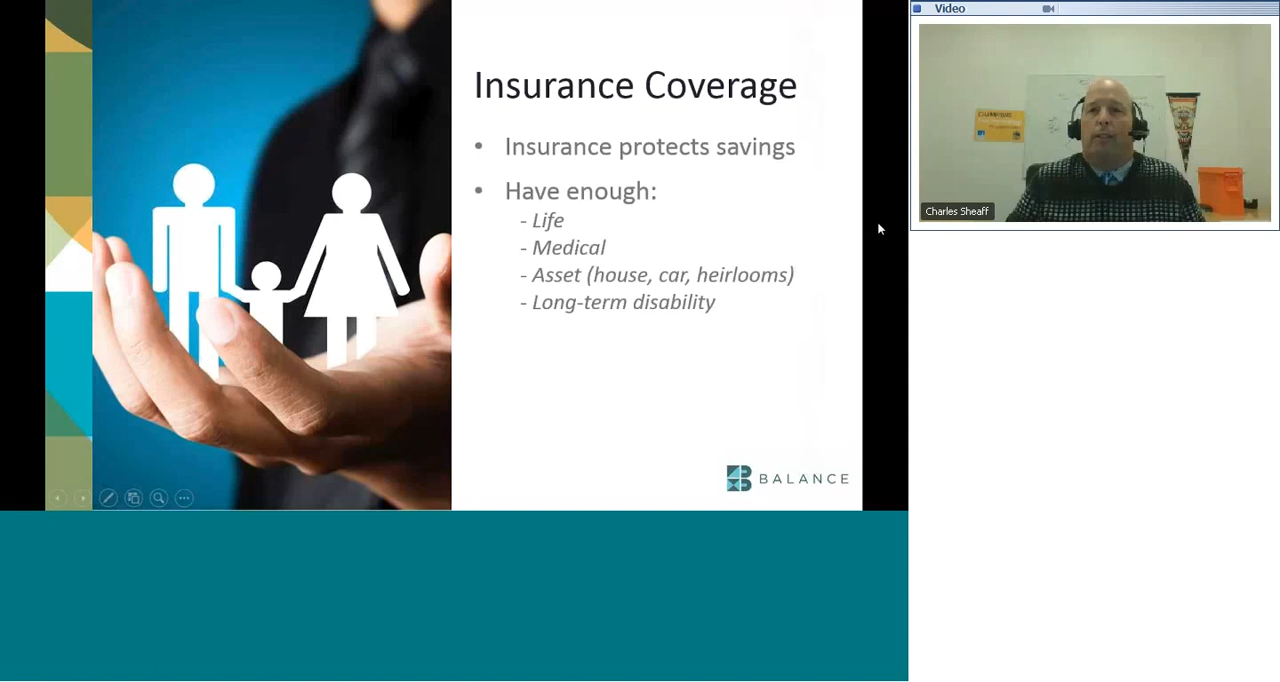 Insurance Coverage
• Insurance protects savings
• Have enough:
- Life
- Medical
- Asset (house, car, heirlooms)
- Long-term disability
BALANCE
Video
Charles Sheaff